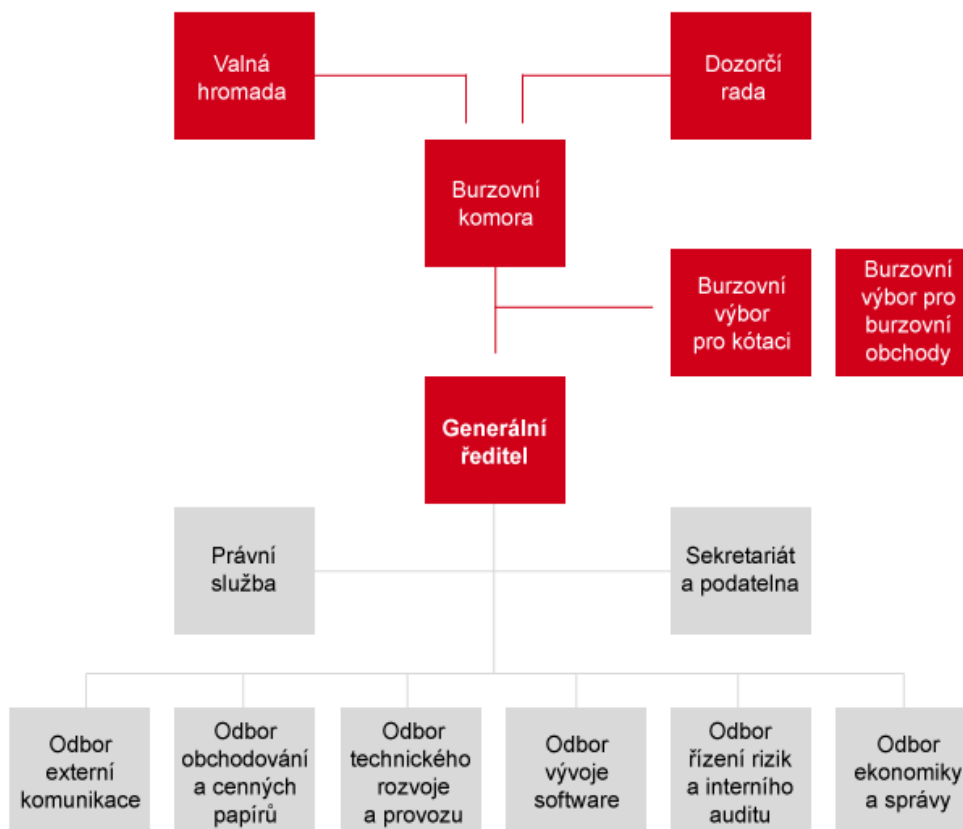 Valná
hromada
Dozorčí
rada
Burzovní
komora
Burzovní
výbor
pro kótaci
Burzovní
výbor pro
burzovní
obchody
Generální
ředitel
Právní
služba
Sekretariát
a podatelna
Odbor
externí
komunikace
Odbor
obchodování
a cenných
papírů
Odbor
technického
rozvoje
a provozu
Odbor
vývoje
software
Odbor
řízení rizik
a interního
auditu
Odbor
ekonomiky
a správy